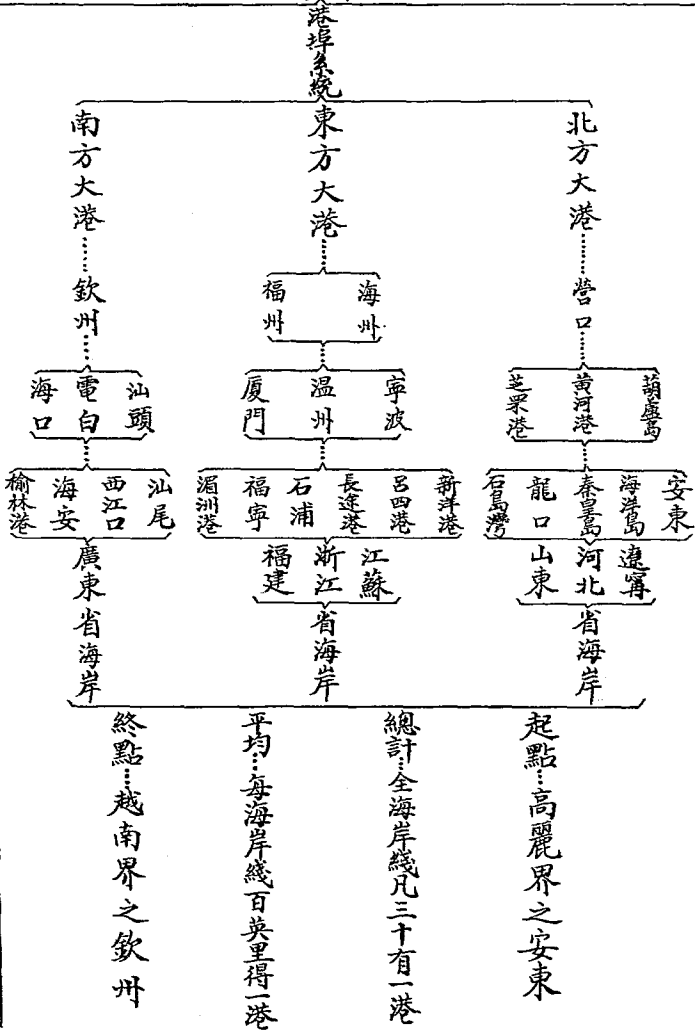 港埠系統
北方大港……營口
葫蘆島
黃河港
芝罘港
安東
海洋島
秦皇島
龍口
石島灣
遼寧
河北
山東
省海岸
東方大港
海州
福州
寧波
温州
厦門
新洋港
呂四港
長途港
石浦
福寧
湄洲港
江蘇
浙江
福建
省海岸
南方大港……欽州
汕頭
電白
海口
汕尾
西江口
海安
榆林港
廣東省海岸
起點…高麗界之安東
總計…全海岸綫凡三十有一港
平均…每海岸綫百英里得一港
終點…越南界之欽州